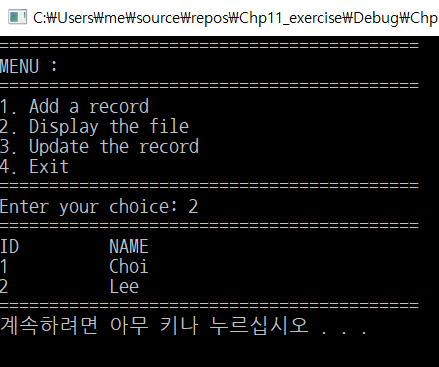 C:₩Users₩me₩source₩repos₩Chp11_exercise₩Debug₩Chp
==========================================
MENU :
==========================================
1. Add a record
2. Display the file
3. Update the record
4. Exit
==========================================
Enter your choice: 2
==========================================
ID NAME
1 Choi
2 Lee
==========================================
계속하려면 아무 키나 누르십시오 . . .